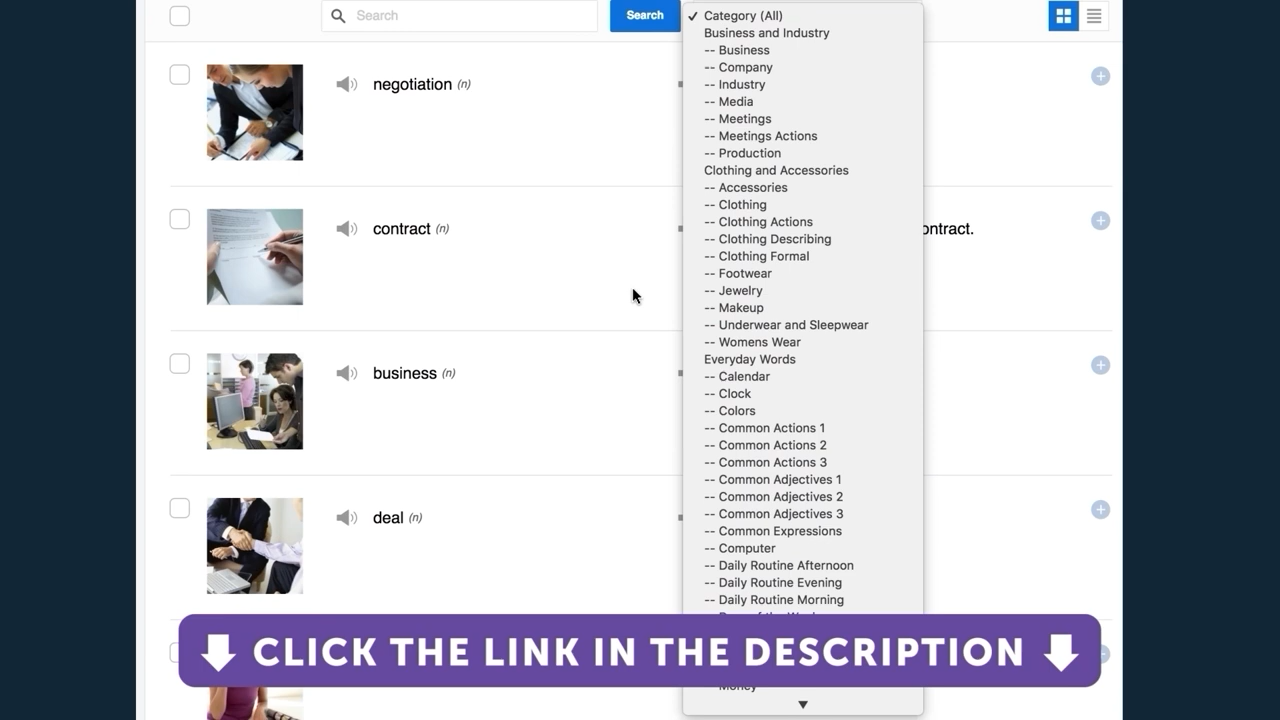 Search
Search
Category (All)
Business and Industry
-- Business
-- Company
-- Industry
-- Media
-- Meetings
-- Meetings Actions
-- Production
Clothing and Accessories
-- Accessories
-- Clothing
-- Clothing Actions
-- Clothing Describing
-- Clothing Formal
-- Footwear
-- Jewelry
-- Makeup
-- Underwear and Sleepwear
-- Womens Wear
Everyday Words
-- Calendar
-- Clock
-- Colors
-- Common Actions 1
-- Common Actions 2
-- Common Actions 3
-- Common Adjectives 1
-- Common Adjectives 2
-- Common Adjectives 3
-- Common Expressions
-- Computer
-- Daily Routine Afternoon
-- Daily Routine Evening
-- Daily Routine Morning
negotiation (n)
contract (n)
ontract.
business (n)
deal (n)
CLICK THE LINK IN THE DESCRIPTION